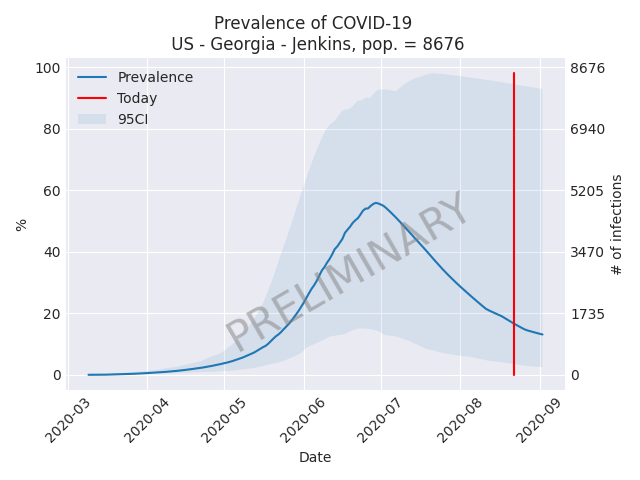 Prevalence of COVID-19
US - Georgia - Jenkins, pop. = 8676
Prevalence
Today
95CI
PRELIMINARY
100
80
60
40
20
0
%
8676
6940
5205
3470
1735
0
# of infections
2020-03
2020-04
2020-05
2020-06
2020-07
2020-08
2020-09
Date